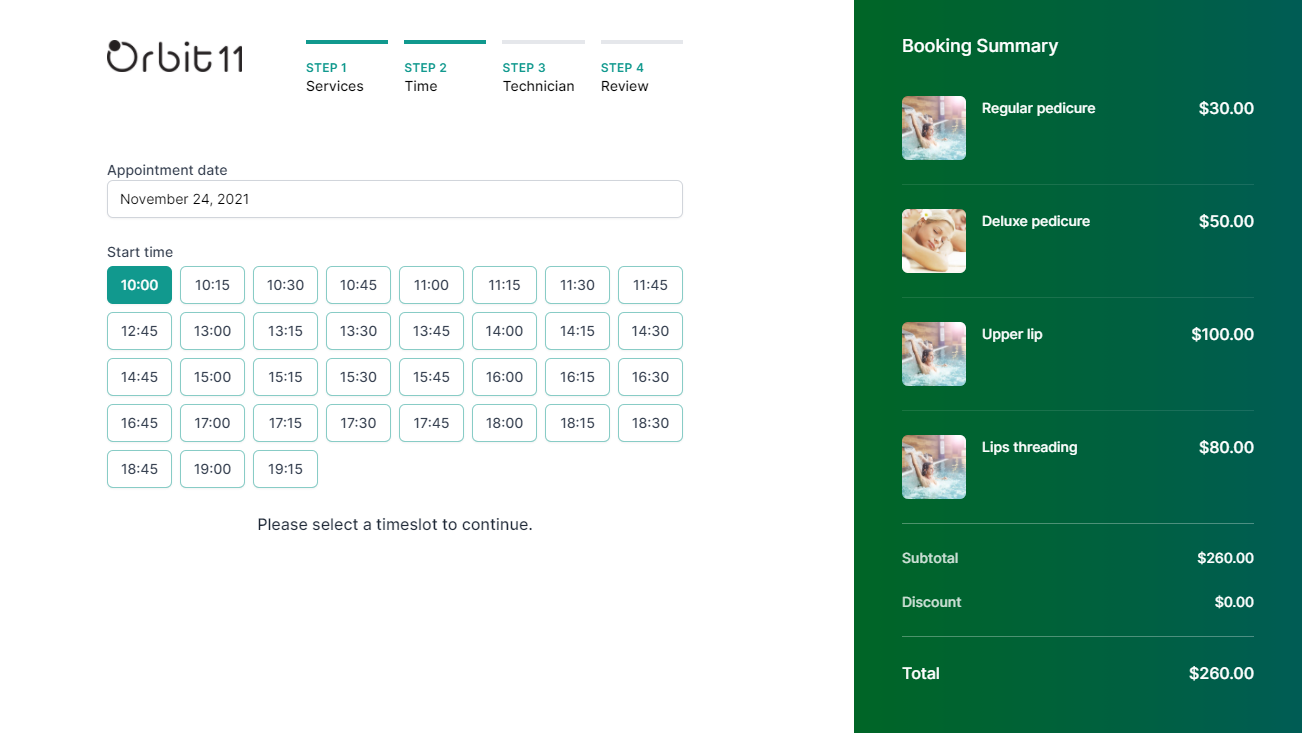 Orbit 11
STEP 1
Services
STEP 2
Time
STEP 3
Technician
STEP 4
Review
Appointment date
November 24, 2021
Start time
10:00 10:15 10:30 10:45 11:00 11:15 11:30 11:45
12:45 13:00 13:15 13:30 13:45 14:00 14:15 14:30
14:45 15:00 15:15 15:30 15:45 16:00 16:15 16:30
16:45 17:00 17:15 17:30 17:45 18:00 18:15 18:30
18:45 19:00 19:15
Please select a timeslot to continue.
Booking Summary
Regular pedicure $30.00
Deluxe pedicure $50.00
Upper lip $100.00
Lips threading $80.00
Subtotal $260.00
Discount $0.00
Total $260.00